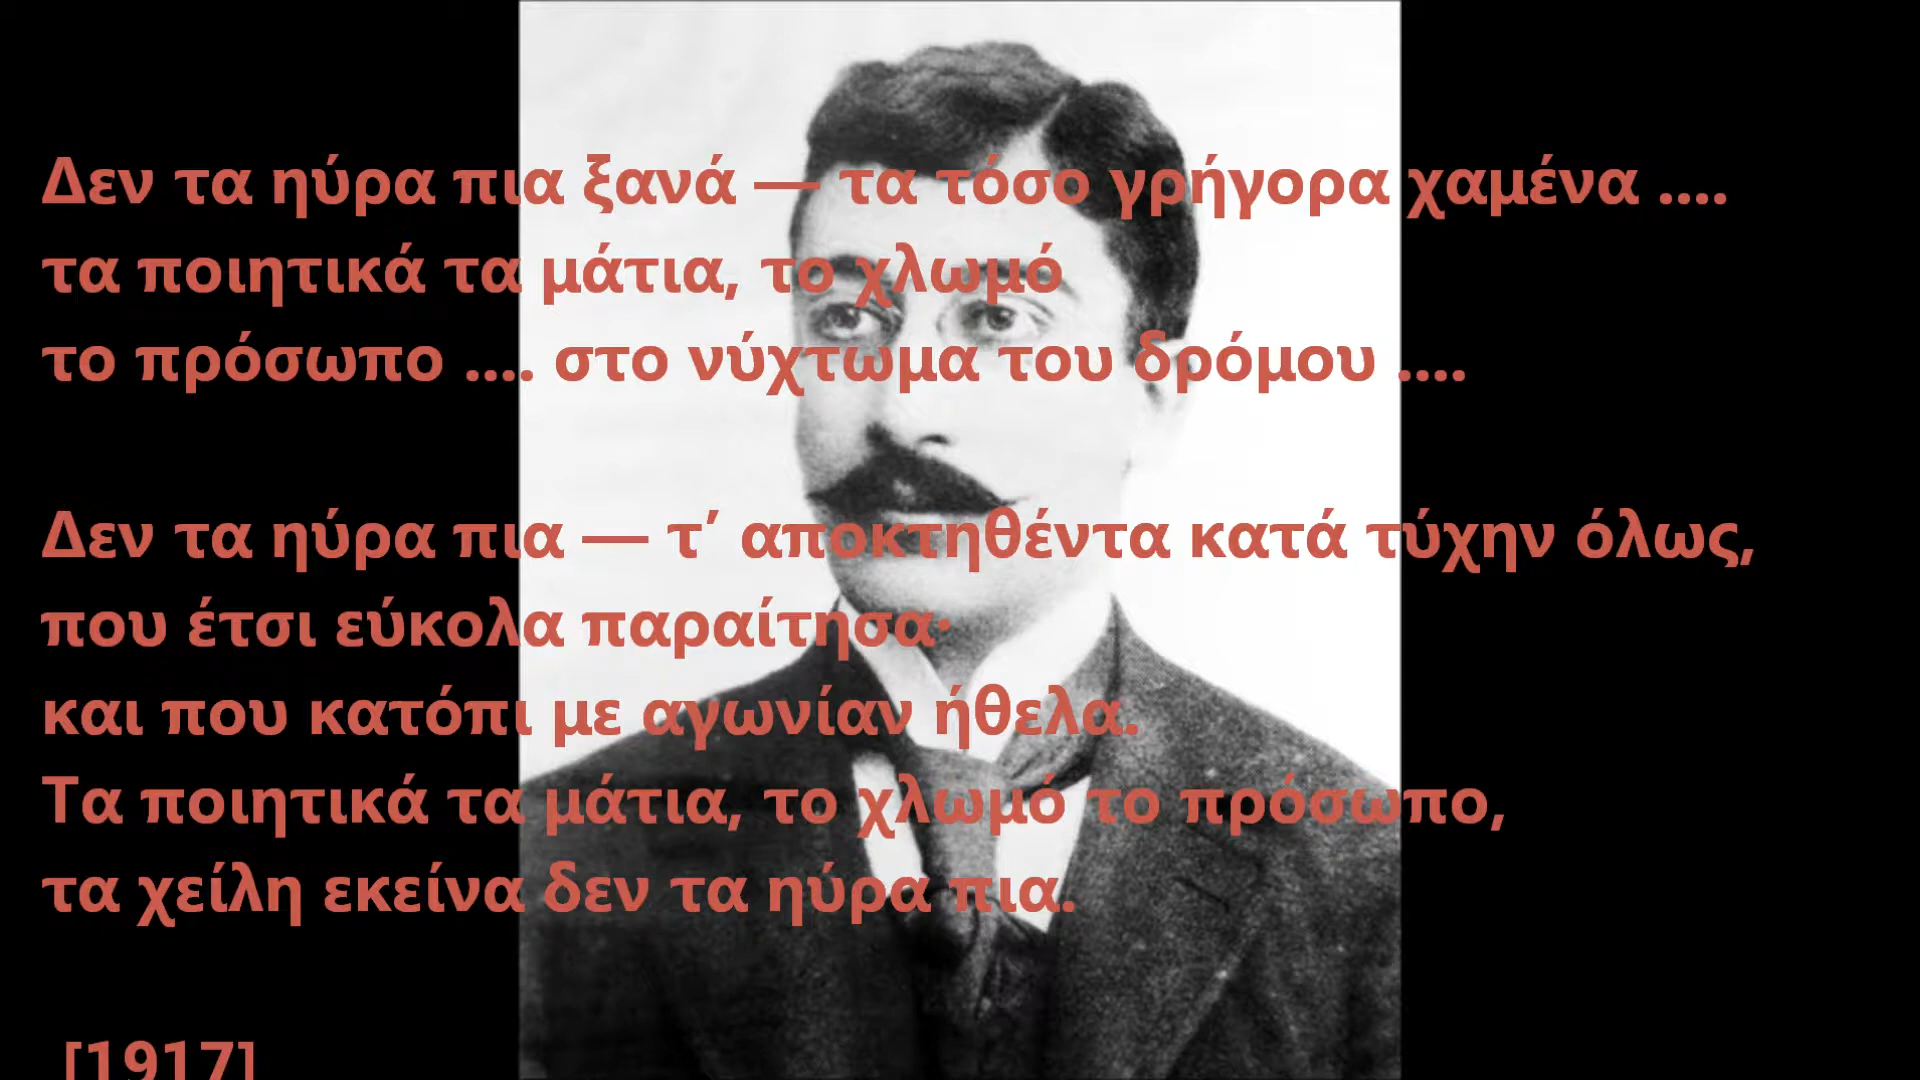 Δεν τα ηύρα πια ξανά — τα τόσο γρήγορα χαμένα ....
τα ποιητικά τα μάτια, το χλωμό
το πρόσωπο .... στο νύχτωμα του δρόμου ....
Δεν τα ηύρα πια — τ’ αποκτηθέντα κατά τύχην όλως,
που έτσι εύκολα παραίτησα·
και που κατόπι με αγωνίαν ήθελα.
Τα ποιητικά τα μάτια, το χλωμό το πρόσωπο,
τα χείλη εκείνα δεν τα ηύρα πια.
[1917]